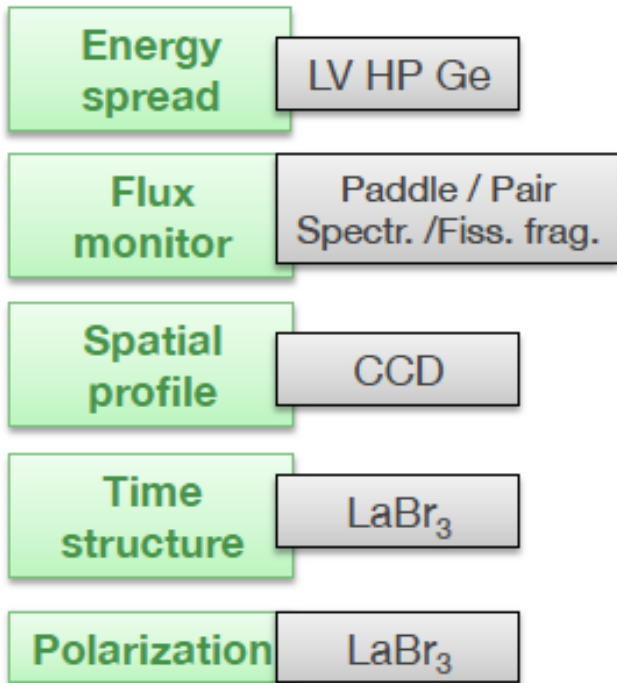 Energy
spread
LV HP Ge
Flux
monitor
Paddle / Pair
Spectr. /Fiss. frag.
Spatial
profile
CCD
Time
structure
LaBr₃
Polarization
LaBr₃